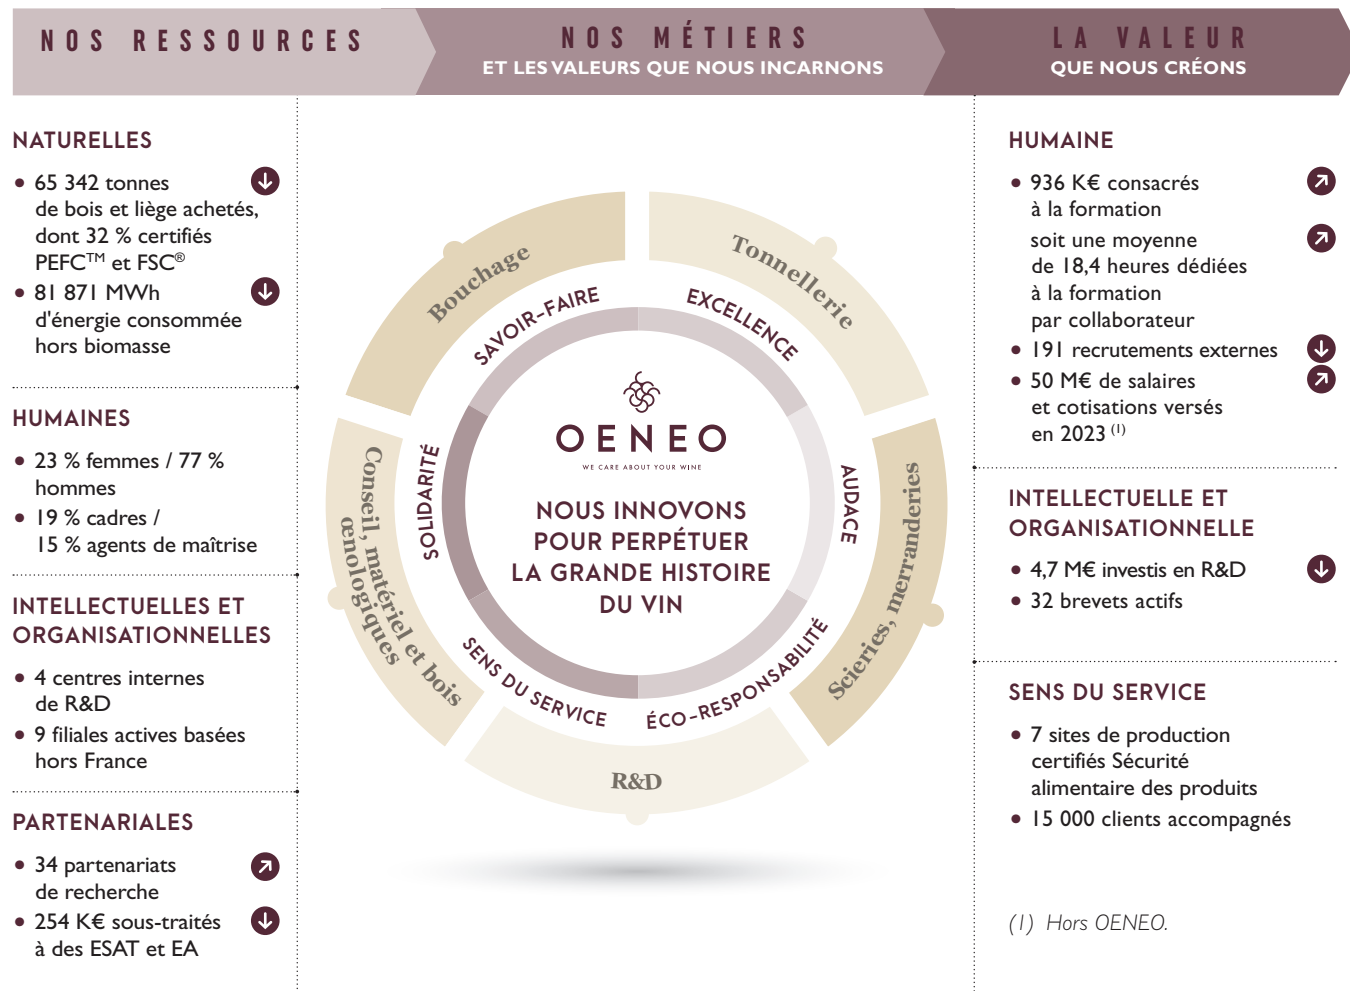 NOS RESSOURCES
NOS MÉTIERS
ET LES VALEURS QUE NOUS INCARNONS
LA VALEUR
QUE NOUS CRÉONS
NATURELLES
• 65 342 tonnes
de bois et liège achetés,
dont 32 % certifiés
PEFC™ et FSC®
• 81 871 MWh
d'énergie consommée
hors biomasse
HUMAINES
• 23 % femmes / 77 %
hommes
• 19 % cadres /
15 % agents de maîtrise
INTELLECTUELLES ET
ORGANISATIONNELLES
• 4 centres internes
de R&D
• 9 filiales actives basées
hors France
PARTENARIALES
• 34 partenariats
de recherche
• 254 K€ sous-traités
à des ESAT et EA
Bouchage
Tonnellerie
Scieries, merranderies
R&D
Conseil, matériel et bois
œnologiques
SAVOIR-FAIRE
EXCELLENCE
AUDACE
ÉCO-RESPONSABILITÉ
SENS DU SERVICE
SOLIDARITÉ
OENEO
WE CARE ABOUT YOUR WINE
NOUS INNOVONS
POUR PERPÉTUER
LA GRANDE HISTOIRE
DU VIN
HUMAINE
• 936 K€ consacrés
à la formation
soit une moyenne
de 18,4 heures dédiées
à la formation
par collaborateur
• 191 recrutements externes
• 50 M€ de salaires
et cotisations versés
en 2023 (1)
INTELLECTUELLE ET
ORGANISATIONNELLE
• 4,7 M€ investis en R&D
• 32 brevets actifs
SENS DU SERVICE
• 7 sites de production
certifiés Sécurité
alimentaire des produits
• 15 000 clients accompagnés
(1) Hors OENEO.